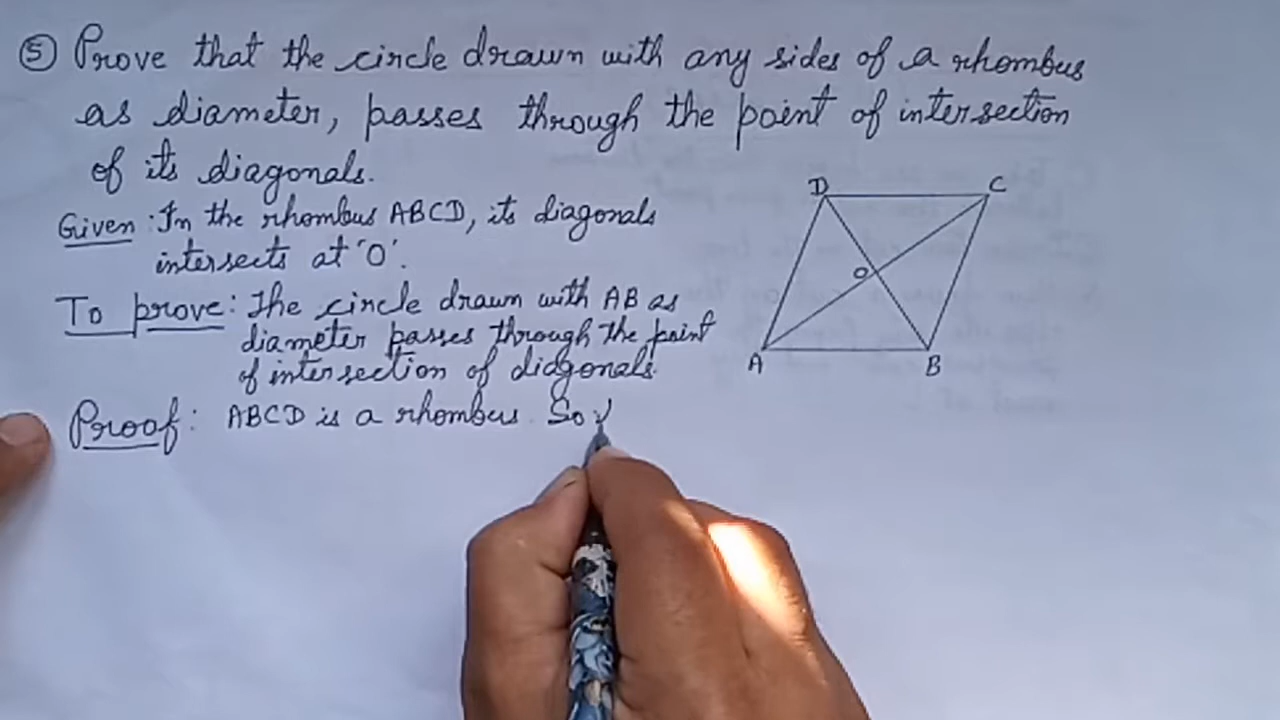 ⑤ Prove that the circle drawn with any sides of a rhombus
as diameter, passes through the point of intersection
of its diagonals.
Given: In the rhombus ABCD, its diagonals
intersects at 'O'.
To prove: The circle drawn with AB as
diameter passes through the point
of intersection of diagonals.
Proof: ABCD is a rhombus. So
D C
O
A B